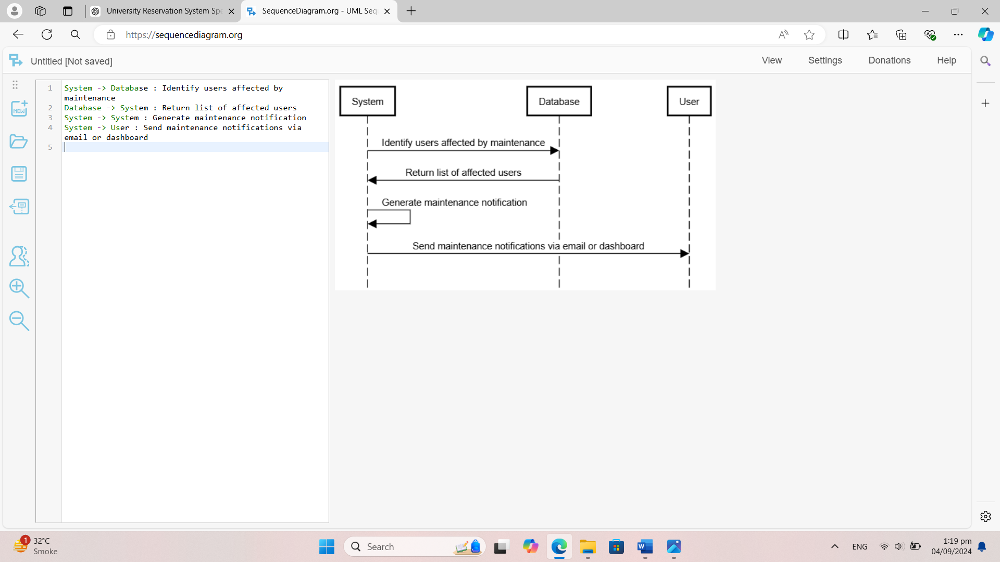 University Reservation System Spe
SequenceDiagram.org - UML Seq
https://sequencediagram.org
Untitled [Not saved]
View
Settings
Donations
Help
NEW
1 System -> Database : Identify users affected by
maintenance
2 Database -> System : Return list of affected users
3 System -> System : Generate maintenance notification
4 System -> User : Send maintenance notifications via
email or dashboard
5
System
Database
User
Identify users affected by maintenance
Return list of affected users
Generate maintenance notification
Send maintenance notifications via email or dashboard
1
32°C
Smoke
Search
W
ENG
1:19 pm
04/09/2024